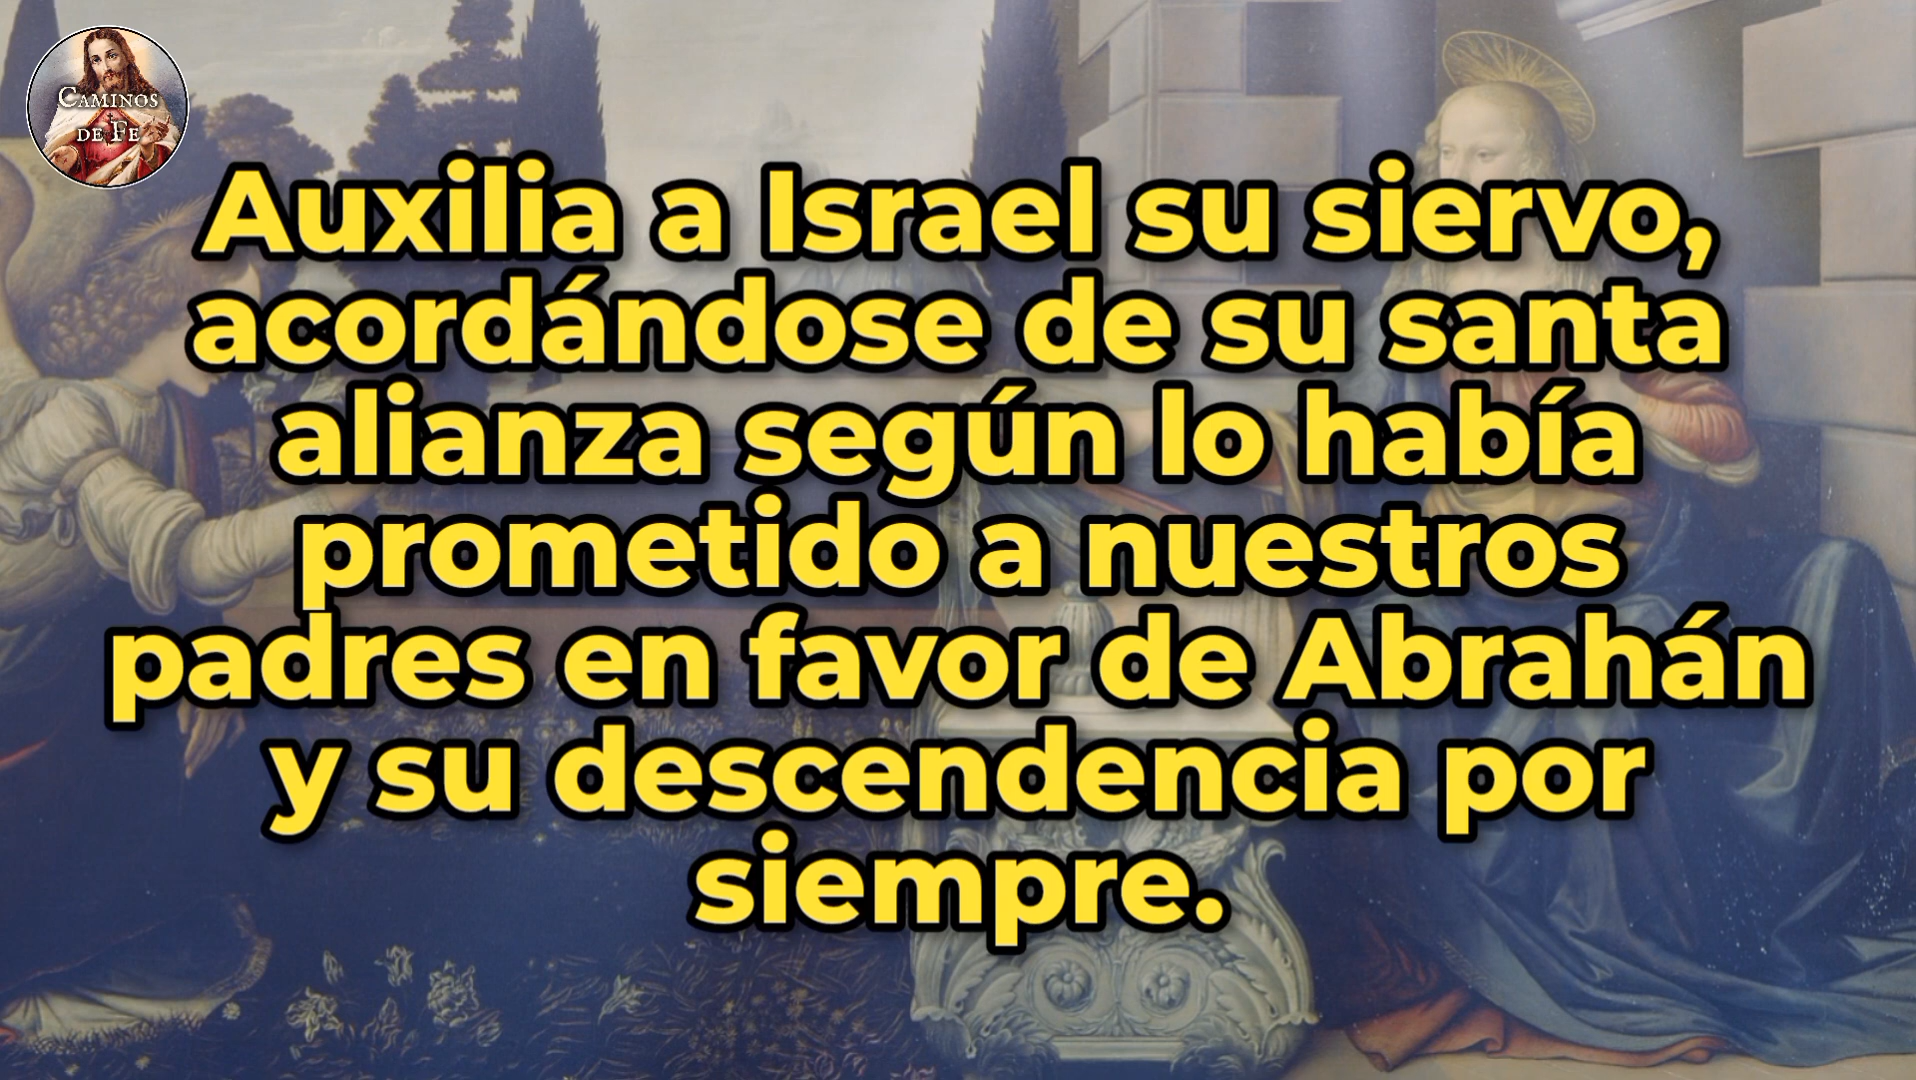 CAMINOS
DE FE
Auxilia a Israel su siervo,
acordándose de su santa
alianza según lo había
prometido a nuestros
padres en favor de Abrahán
y su descendencia por
siempre.